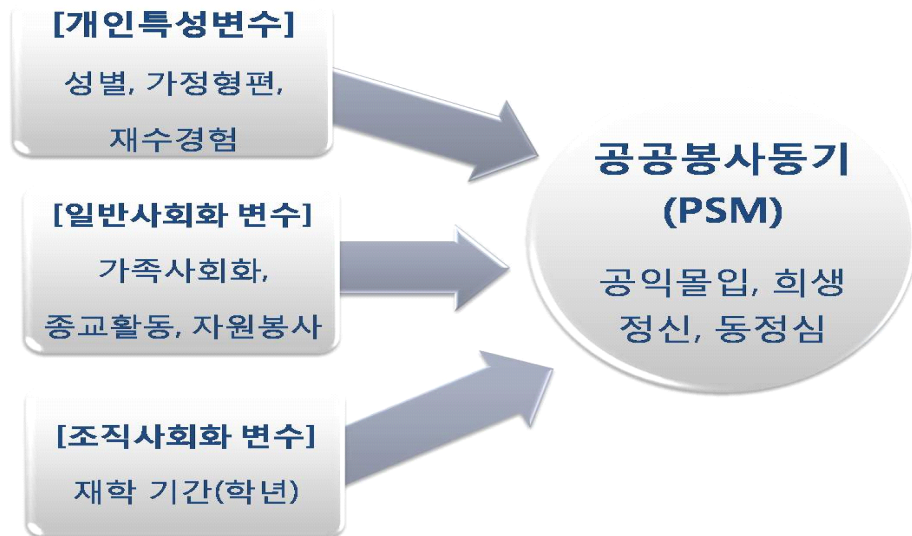 [개인특성변수]
성별, 가정형편,
재수경험
[일반사회화 변수]
가족사회화,
종교활동, 자원봉사
[조직사회화 변수]
재학 기간(학년)
공공봉사동기
(PSM)
공익몰입, 희생
정신, 동정심